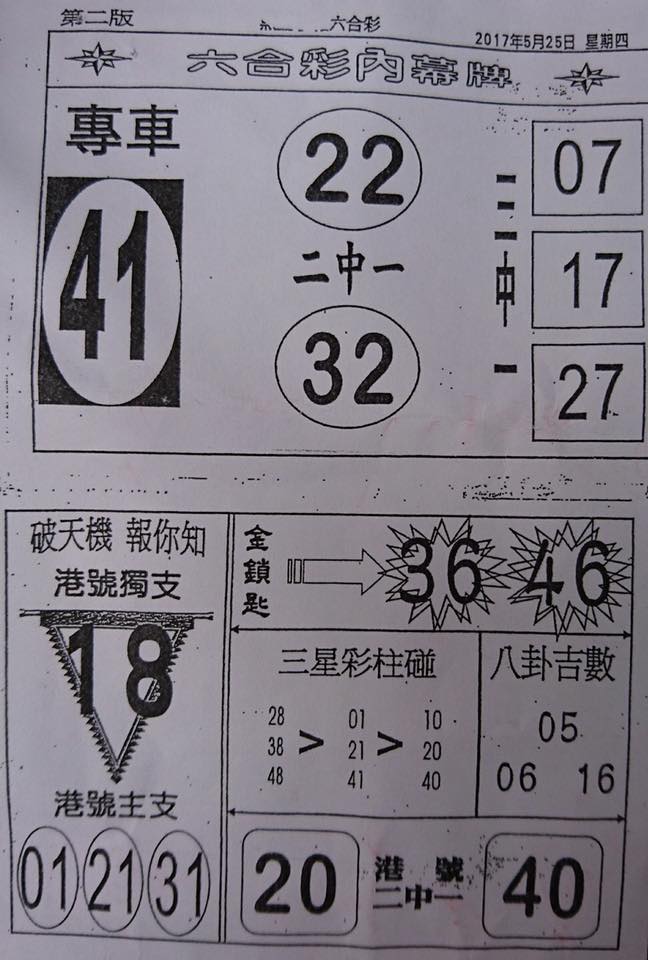 第二版
六合彩
2017年5月25日 星期四
六合彩內幕牌
專車
41
22
二中一
32
三中一
07
17
27
破天機 報你知
港號獨支
18
港號主支
01 21 31
金鎖匙
36 46
三星彩柱碰
28 01 10
38 > 21 > 20
48 41 40
八卦吉數
05
06 16
20
港號
二中一
40